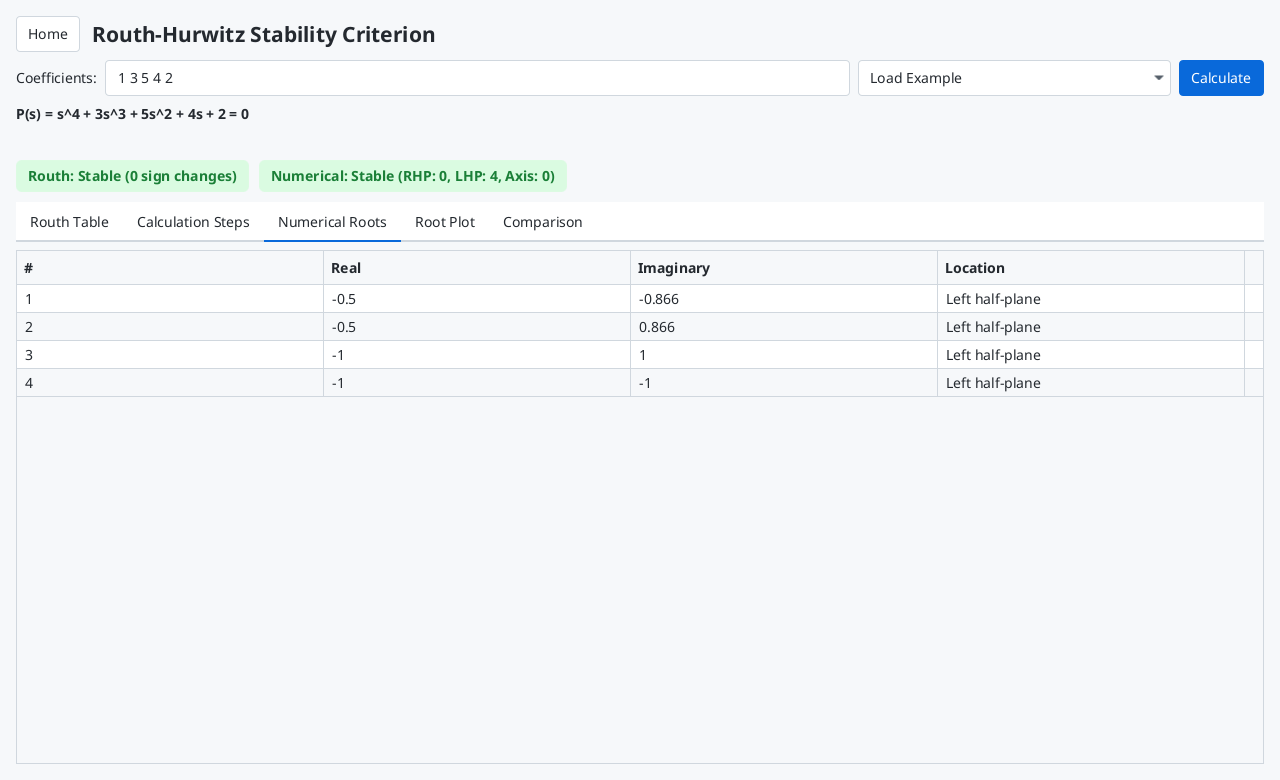 Home Routh-Hurwitz Stability Criterion
Coefficients: 1 3 5 4 2 Load Example Calculate
P(s) = s^4 + 3s^3 + 5s^2 + 4s + 2 = 0
Routh: Stable (0 sign changes) Numerical: Stable (RHP: 0, LHP: 4, Axis: 0)
Routh Table Calculation Steps Numerical Roots Root Plot Comparison
# Real Imaginary Location
1 -0.5 -0.866 Left half-plane
2 -0.5 0.866 Left half-plane
3 -1 1 Left half-plane
4 -1 -1 Left half-plane